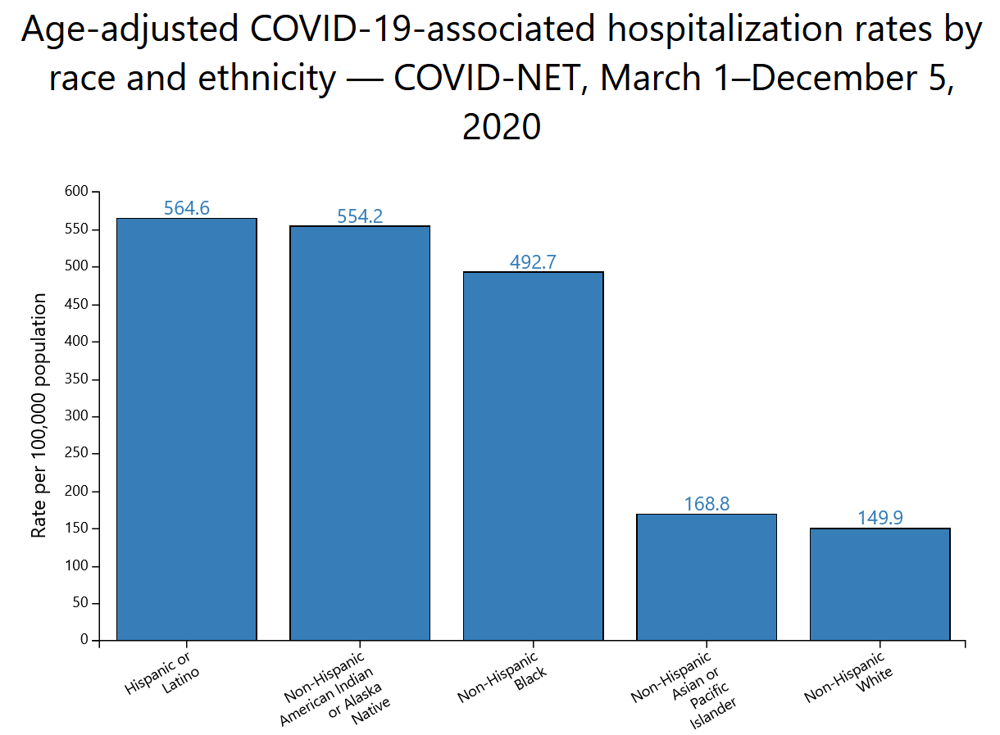 Age-adjusted COVID-19-associated hospitalization rates by
race and ethnicity — COVID-NET, March 1–December 5,
2020
Rate per 100,000 population
600
550
500
450
400
350
300
250
200
150
100
50
0
564.6
554.2
492.7
168.8
149.9
Hispanic or
Latino
Non-Hispanic
American Indian
or Alaska
Native
Non-Hispanic
Black
Non-Hispanic
Asian or
Pacific
Islander
Non-Hispanic
White